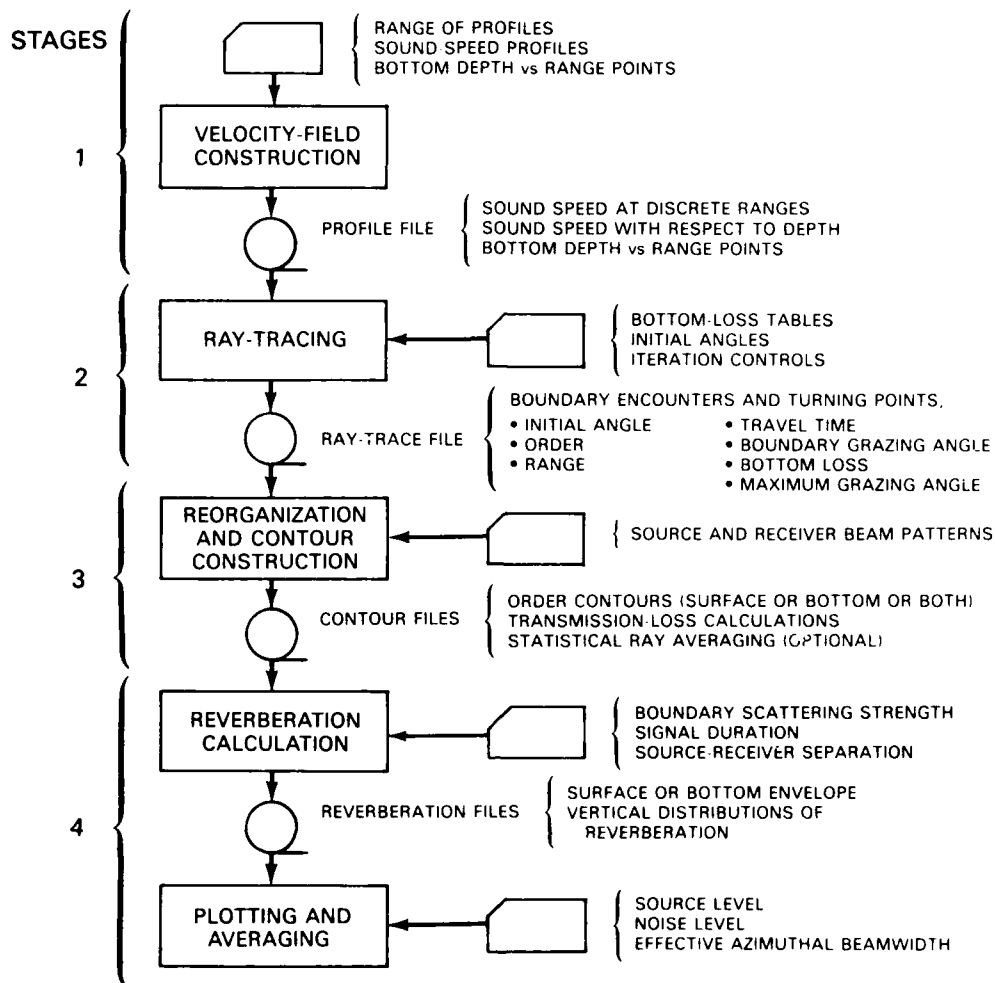 STAGES
RANGE OF PROFILES
SOUND-SPEED PROFILES
BOTTOM DEPTH vs RANGE POINTS
1
VELOCITY-FIELD
CONSTRUCTION
PROFILE FILE
SOUND SPEED AT DISCRETE RANGES
SOUND SPEED WITH RESPECT TO DEPTH
BOTTOM DEPTH vs RANGE POINTS
2
RAY-TRACING
BOTTOM-LOSS TABLES
INITIAL ANGLES
ITERATION CONTROLS
RAY-TRACE FILE
BOUNDARY ENCOUNTERS AND TURNING POINTS,
• INITIAL ANGLE
• ORDER
• RANGE
• TRAVEL TIME
• BOUNDARY GRAZING ANGLE
• BOTTOM LOSS
• MAXIMUM GRAZING ANGLE
3
REORGANIZATION
AND CONTOUR
CONSTRUCTION
SOURCE AND RECEIVER BEAM PATTERNS
CONTOUR FILES
ORDER CONTOURS (SURFACE OR BOTTOM OR BOTH)
TRANSMISSION-LOSS CALCULATIONS
STATISTICAL RAY AVERAGING (OPTIONAL)
4
REVERBERATION
CALCULATION
BOUNDARY SCATTERING STRENGTH
SIGNAL DURATION
SOURCE-RECEIVER SEPARATION
REVERBERATION FILES
SURFACE OR BOTTOM ENVELOPE
VERTICAL DISTRIBUTIONS OF
REVERBERATION
PLOTTING AND
AVERAGING
SOURCE LEVEL
NOISE LEVEL
EFFECTIVE AZIMUTHAL BEAMWIDTH